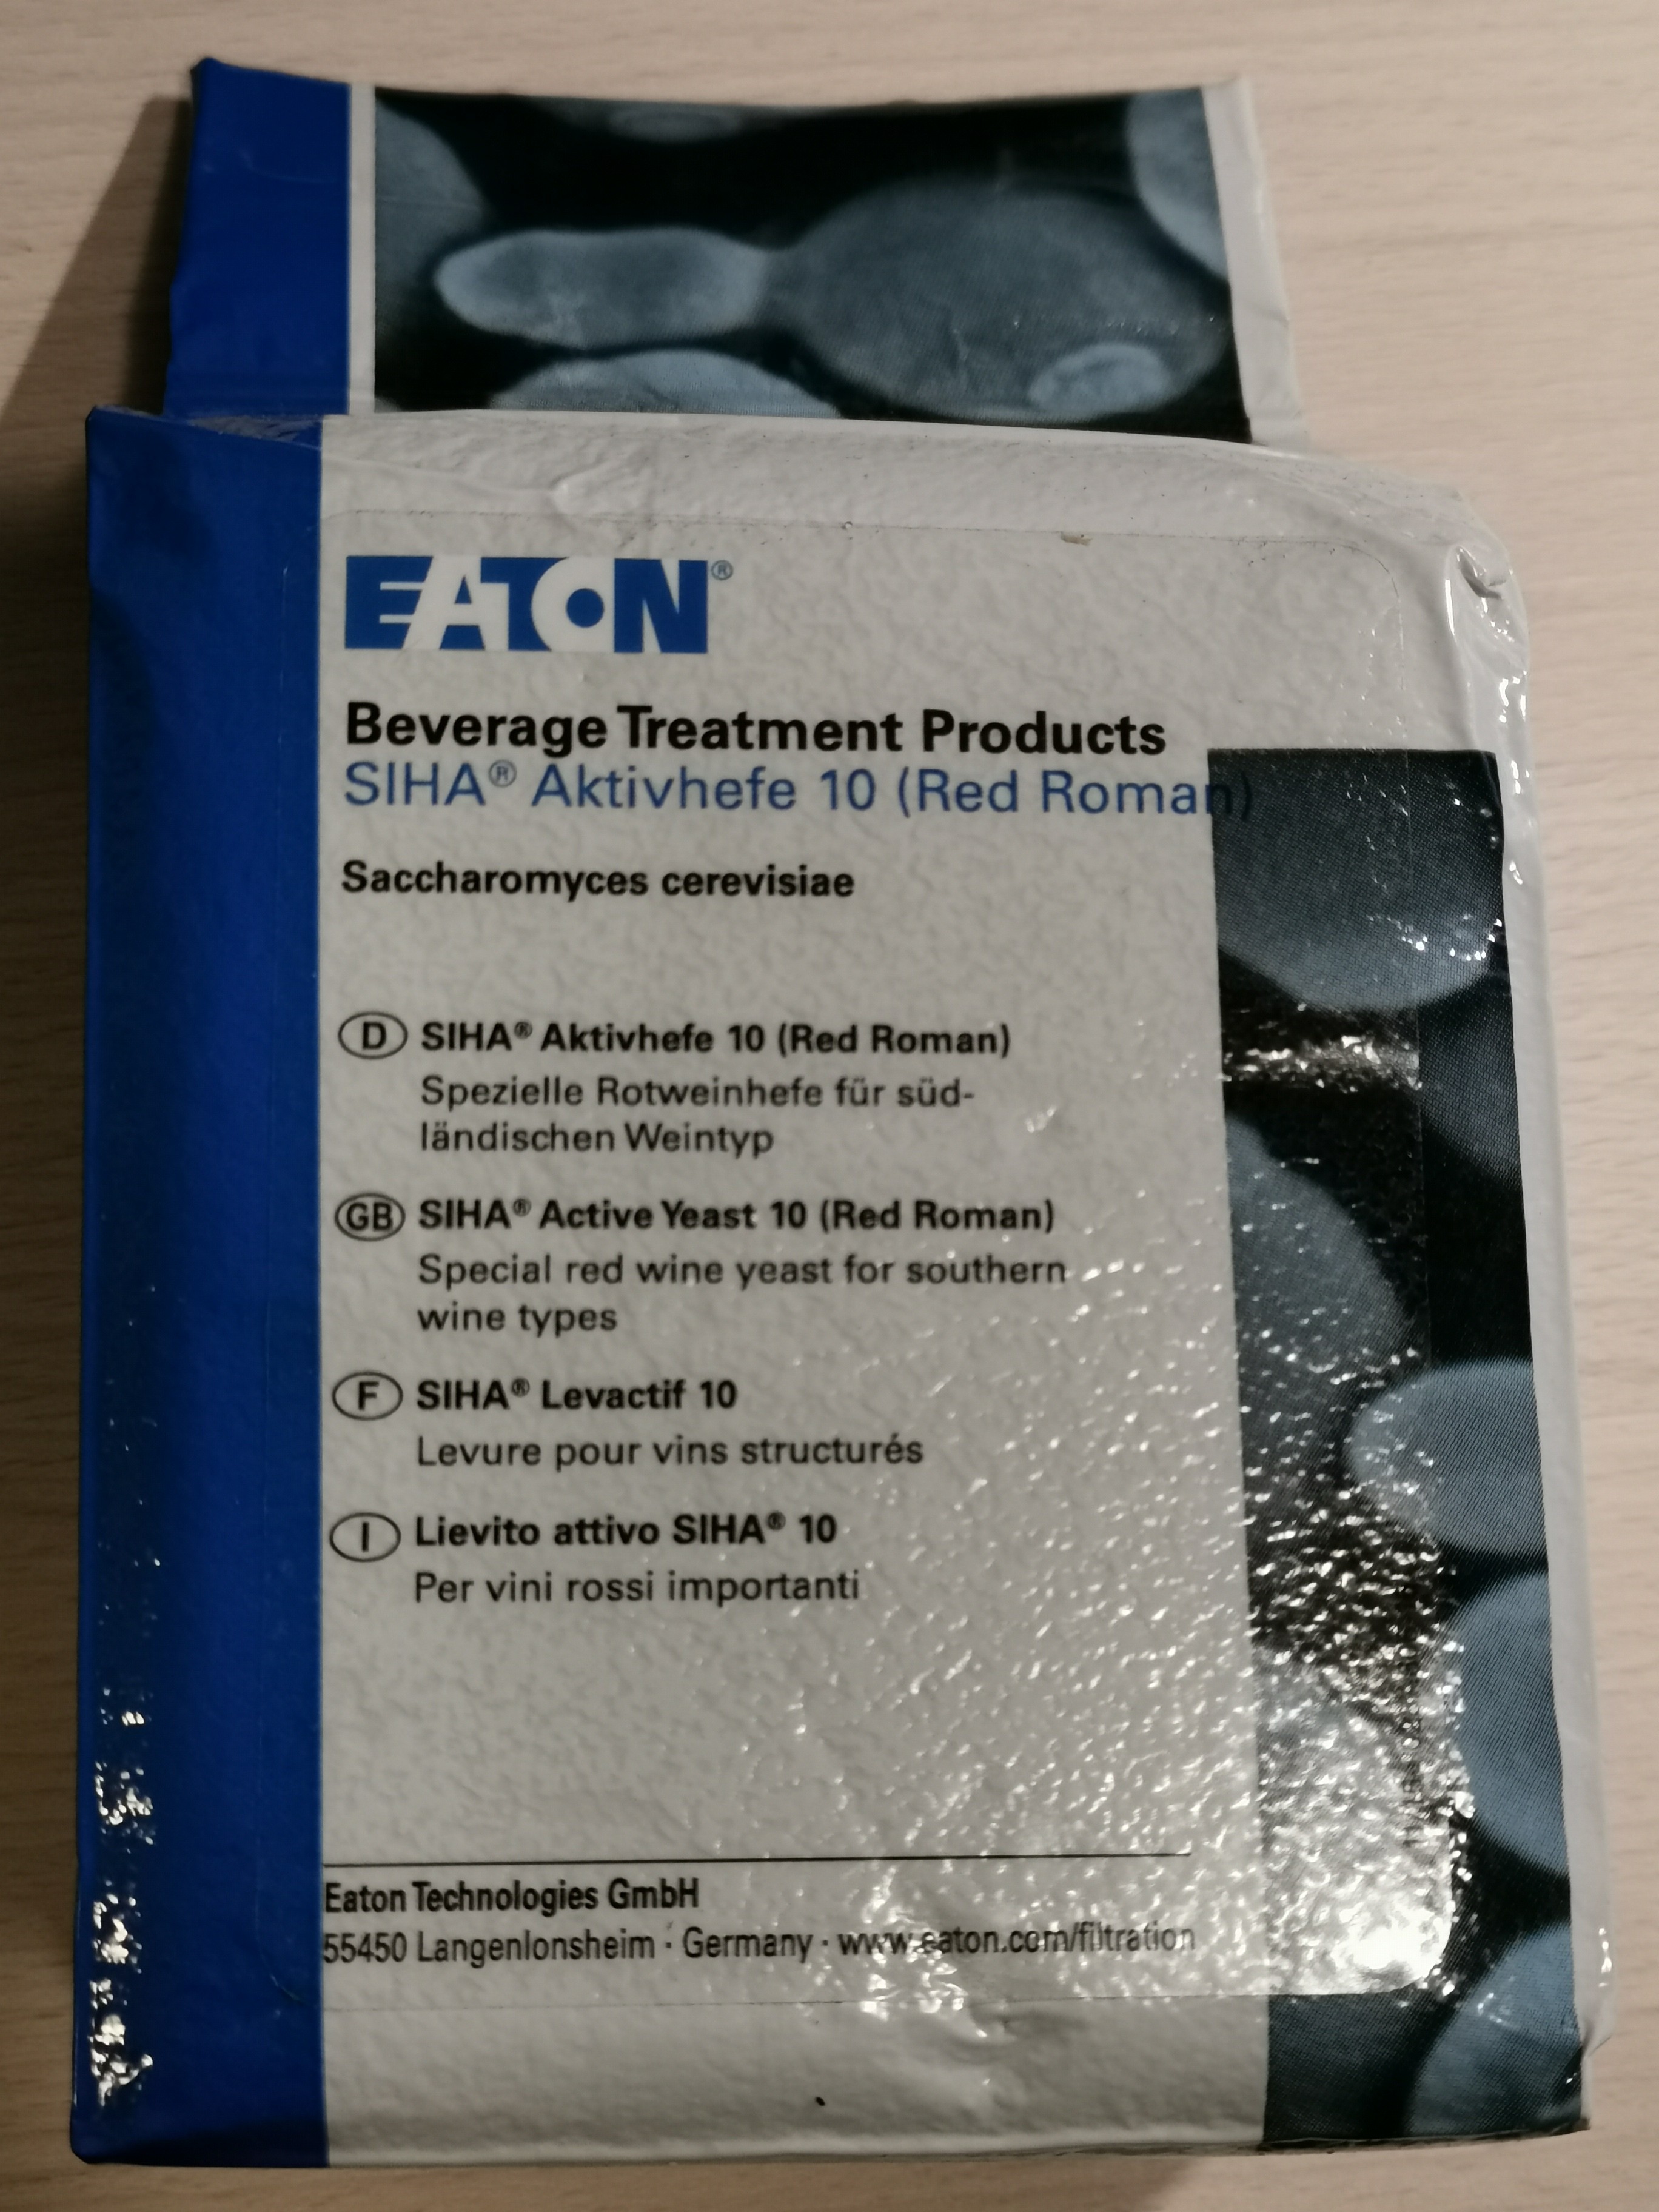 EATON®
Beverage Treatment Products
SIHA® Aktivhefe 10 (Red Roman)
Saccharomyces cerevisiae
D SIHA® Aktivhefe 10 (Red Roman)
Spezielle Rotweinhefe für süd-
ländischen Weintyp
GB SIHA® Active Yeast 10 (Red Roman)
Special red wine yeast for southern
wine types
F SIHA® Levactif 10
Levure pour vins structurés
I Lievito attivo SIHA® 10
Per vini rossi importanti
Eaton Technologies GmbH
55450 Langenlonsheim · Germany · www.eaton.com/filtration